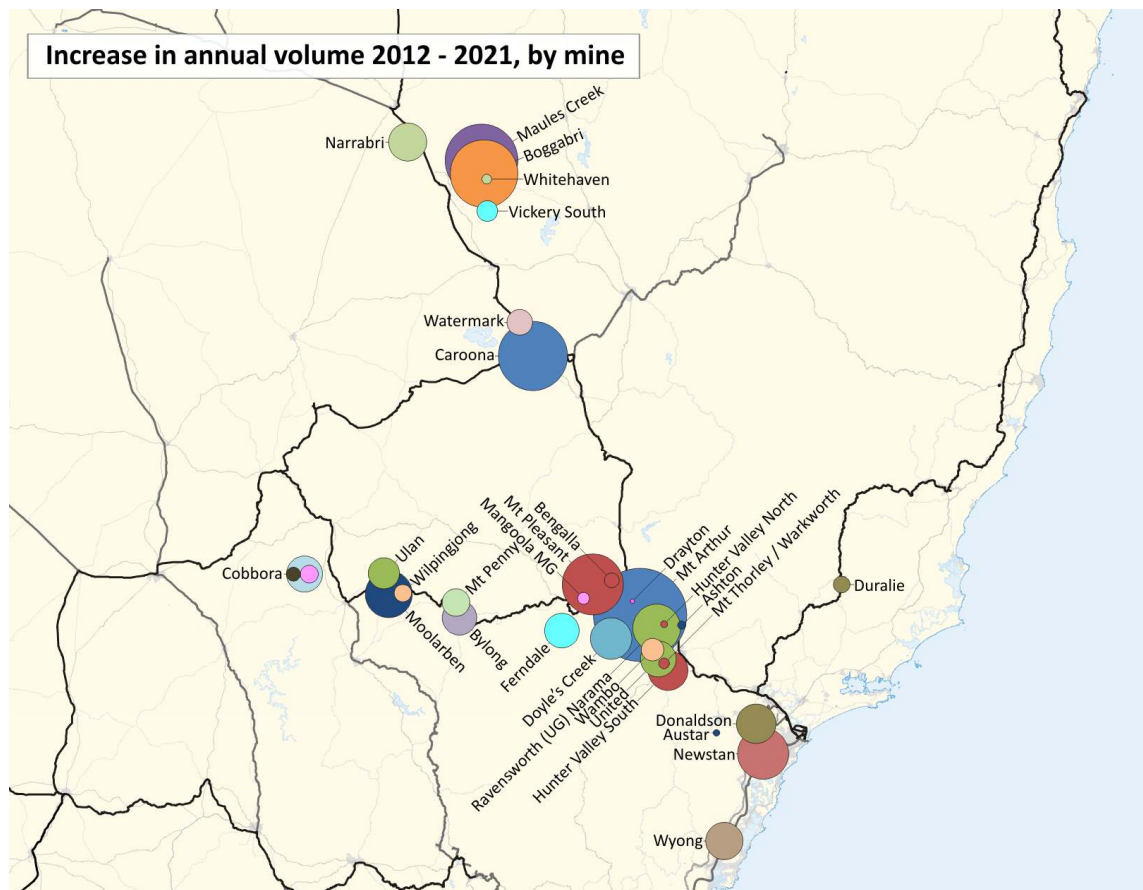 Increase in annual volume 2012 - 2021, by mine
Maules Creek
Boggabri
Narrabri
Whitehaven
Vickery South
Watermark
Caroona
Bengalla
Mt Pleasant
Mangoola MG
Drayton
Mt Arthur
Hunter Valley North
Ashton
Mt Thorley / Warkworth
Ulan
Wilpingjong
Mt Penny
Cobbora
Duralie
Moolarben
Bylong
Ferndale
Doyle's Creek
Ravensworth (UG) Narama
Wambo
United
Hunter Valley South
Donaldson
Austar
Newstan
Wyong